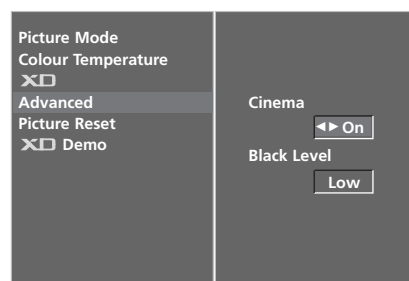 Picture Mode
Colour Temperature
XD
Advanced
Picture Reset
XD Demo
Cinema
◄► On
Black Level
Low